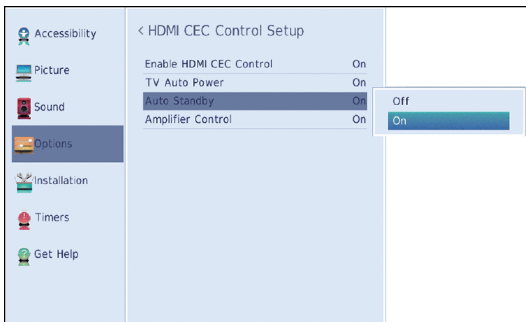 Accessibility
Picture
Sound
Options
Installation
Timers
Get Help
< HDMI CEC Control Setup
Enable HDMI CEC Control On
TV Auto Power On
Auto Standby On
Amplifier Control On
Off
On